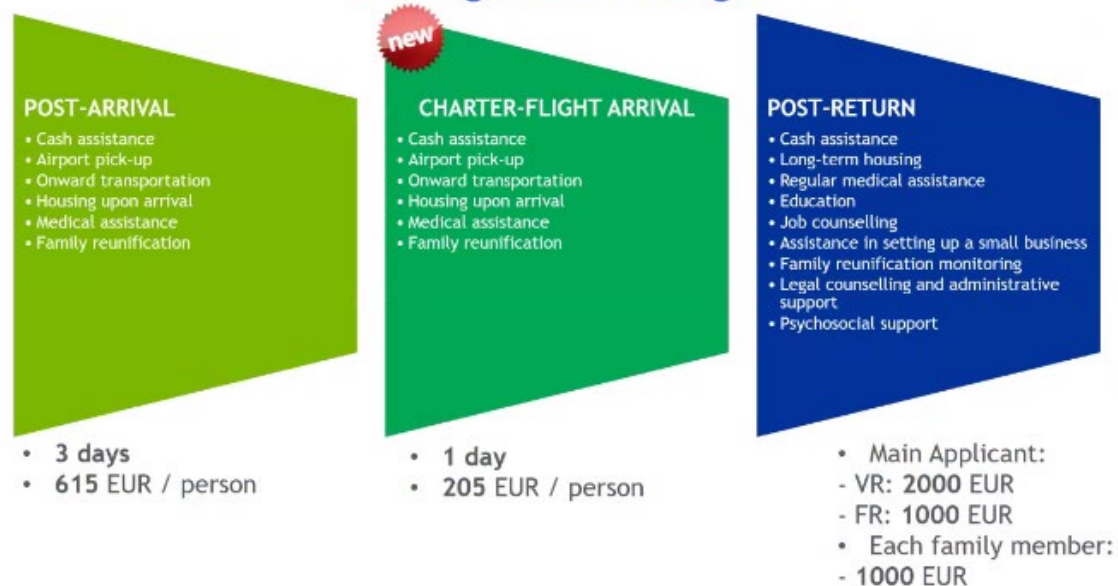 new
POST-ARRIVAL
• Cash assistance
• Airport pick-up
• Onward transportation
• Housing upon arrival
• Medical assistance
• Family reunification
• 3 days
• 615 EUR / person
CHARTER-FLIGHT ARRIVAL
• Cash assistance
• Airport pick-up
• Onward transportation
• Housing upon arrival
• Medical assistance
• Family reunification
• 1 day
• 205 EUR / person
POST-RETURN
• Cash assistance
• Long-term housing
• Regular medical assistance
• Education
• Job counselling
• Assistance in setting up a small business
• Family reunification monitoring
• Legal counselling and administrative
support
• Psychosocial support
• Main Applicant:
- VR: 2000 EUR
- FR: 1000 EUR
• Each family member:
- 1000 EUR